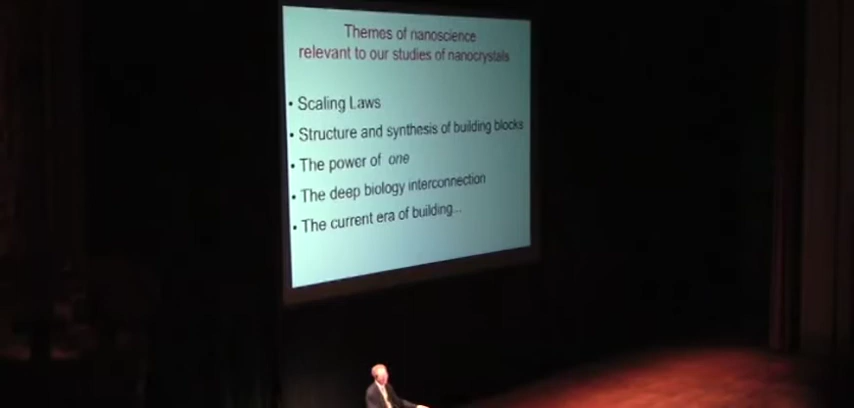 Themes of nanoscience
relevant to our studies of nanocrystals
• Scaling Laws
• Structure and synthesis of building blocks
• The power of one
• The deep biology interconnection
• The current era of building...